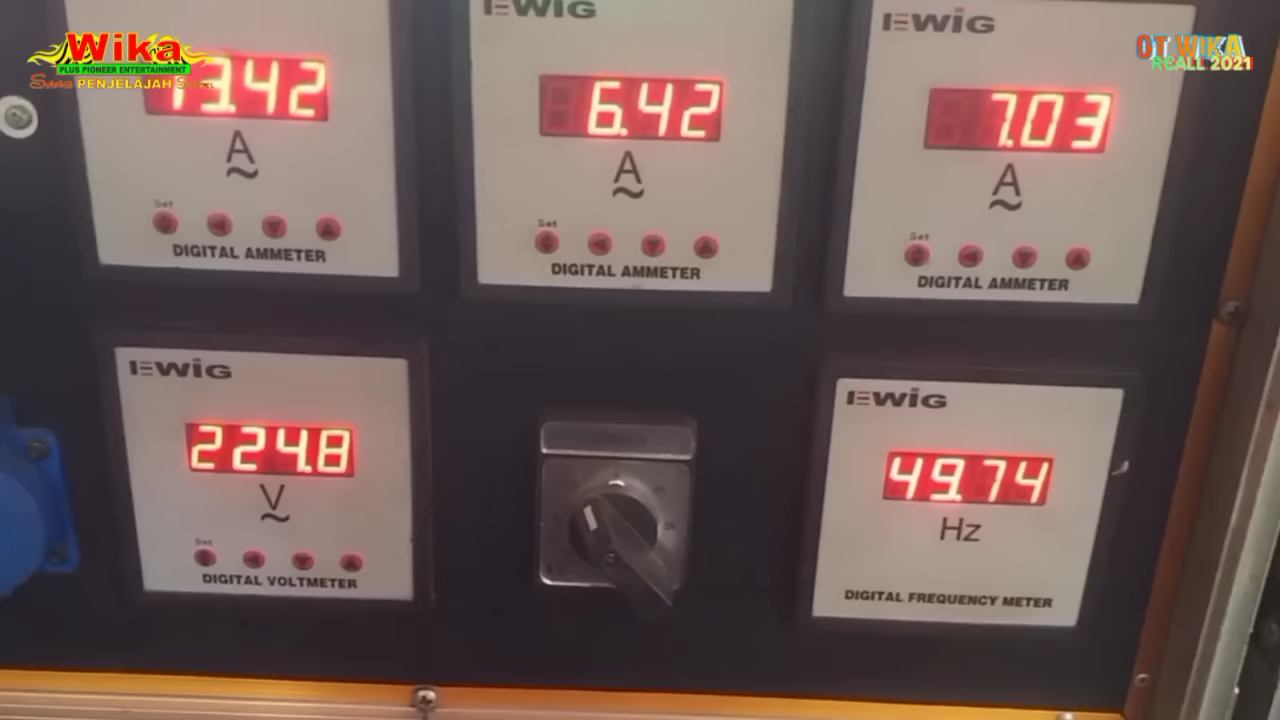 Wika
PLUS PIONEER ENTERTAINMENT
Sang PENJELAJAH
OT WIKA
REALL 2021
13.42
A
Set
DIGITAL AMMETER
EWIG
6.42
A
Set
DIGITAL AMMETER
EWIG
7.03
A
Set
DIGITAL AMMETER
EWIG
224.8
V
Set
DIGITAL VOLTMETER
EWIG
49.74
Hz
DIGITAL FREQUENCY METER